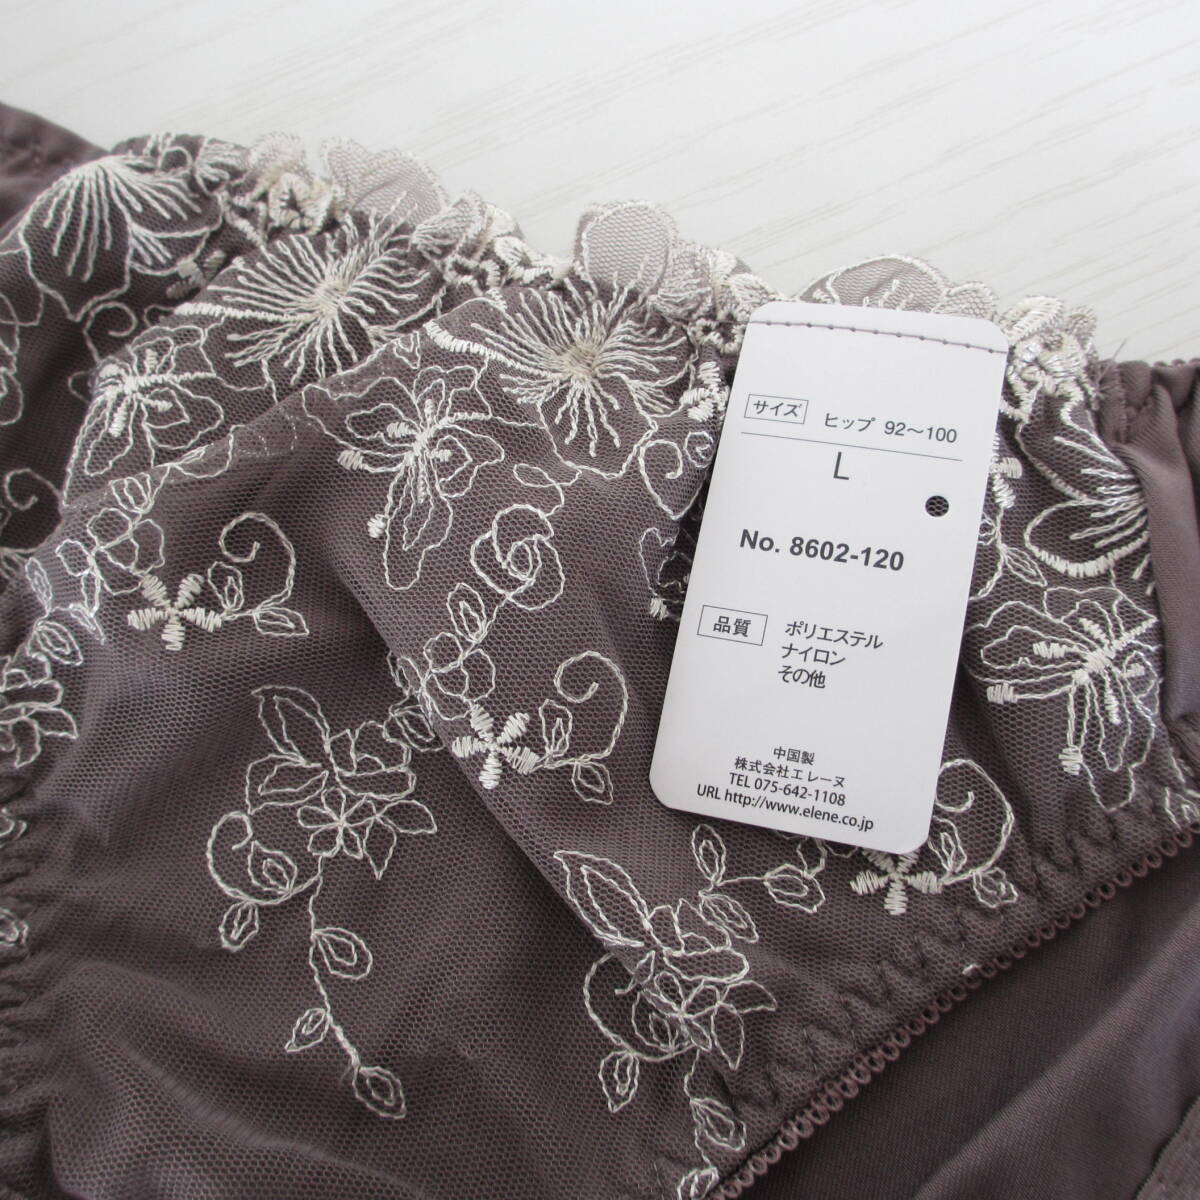 サイズ ヒップ 92～100
L
No. 8602-120
品質 ポリエステル
ナイロン
その他
中国製
株式会社エレーヌ
TEL 075-642-1108
URL http://www.elene.co.jp